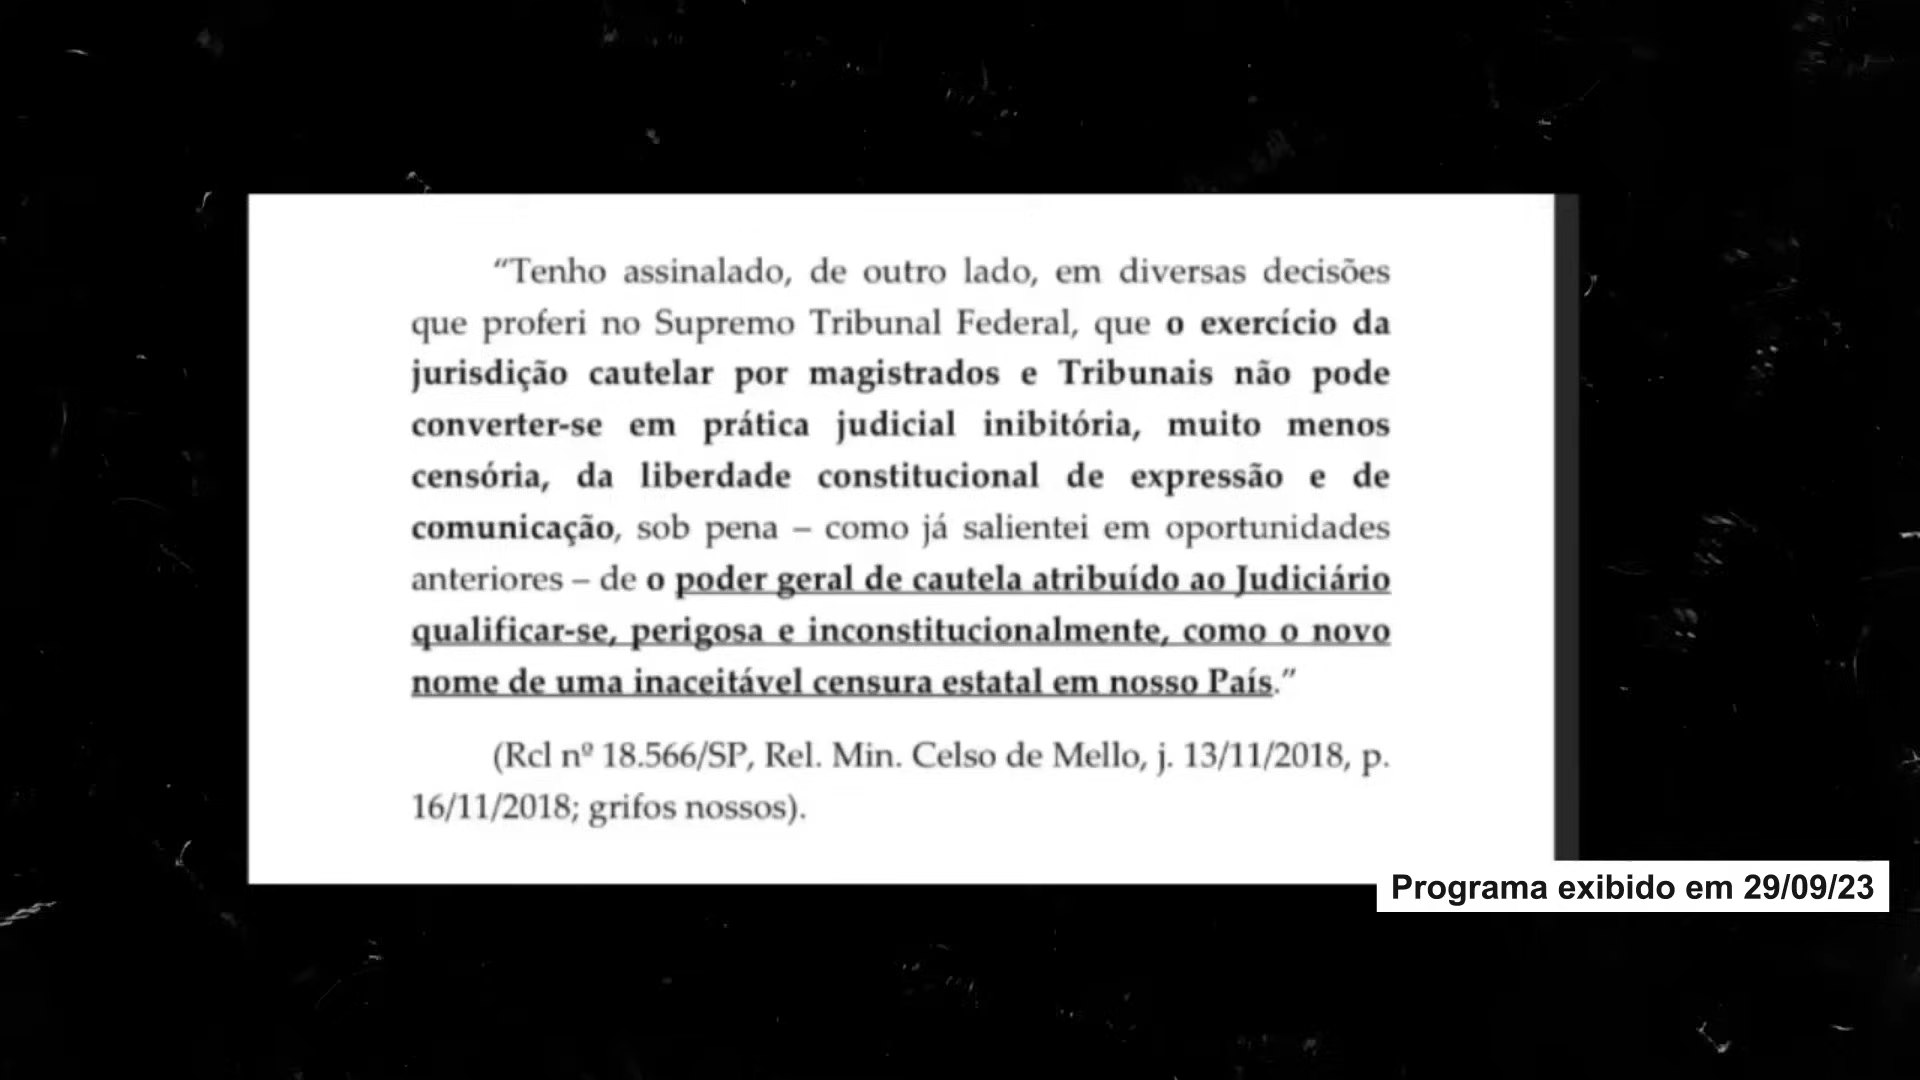 “Tenho assinalado, de outro lado, em diversas decisões
que proferi no Supremo Tribunal Federal, que o exercício da
jurisdição cautelar por magistrados e Tribunais não pode
converter-se em prática judicial inibitória, muito menos
censória, da liberdade constitucional de expressão e de
comunicação, sob pena – como já salientei em oportunidades
anteriores – de o poder geral de cautela atribuído ao Judiciário
qualificar-se, perigosa e inconstitucionalmente, como o novo
nome de uma inaceitável censura estatal em nosso País.”
(Rcl nº 18.566/SP, Rel. Min. Celso de Mello, j. 13/11/2018, p.
16/11/2018; grifos nossos).
Programa exibido em 29/09/23